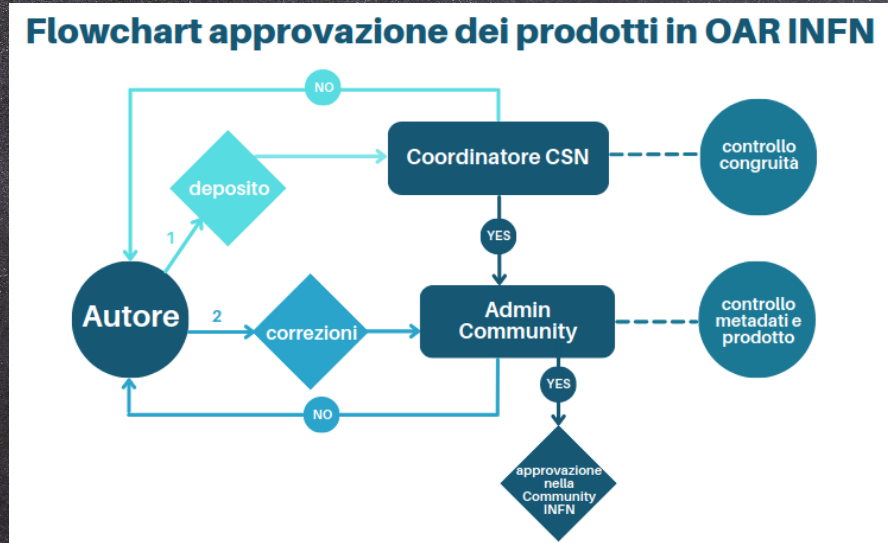 Flowchart approvazione dei prodotti in OAR INFN
NO
Coordinatore CSN
controllo
congruità
deposito
1
YES
Autore
2
correzioni
Admin
Community
controllo
metadati e
prodotto
NO
YES
approvazione
nella
Community
INFN